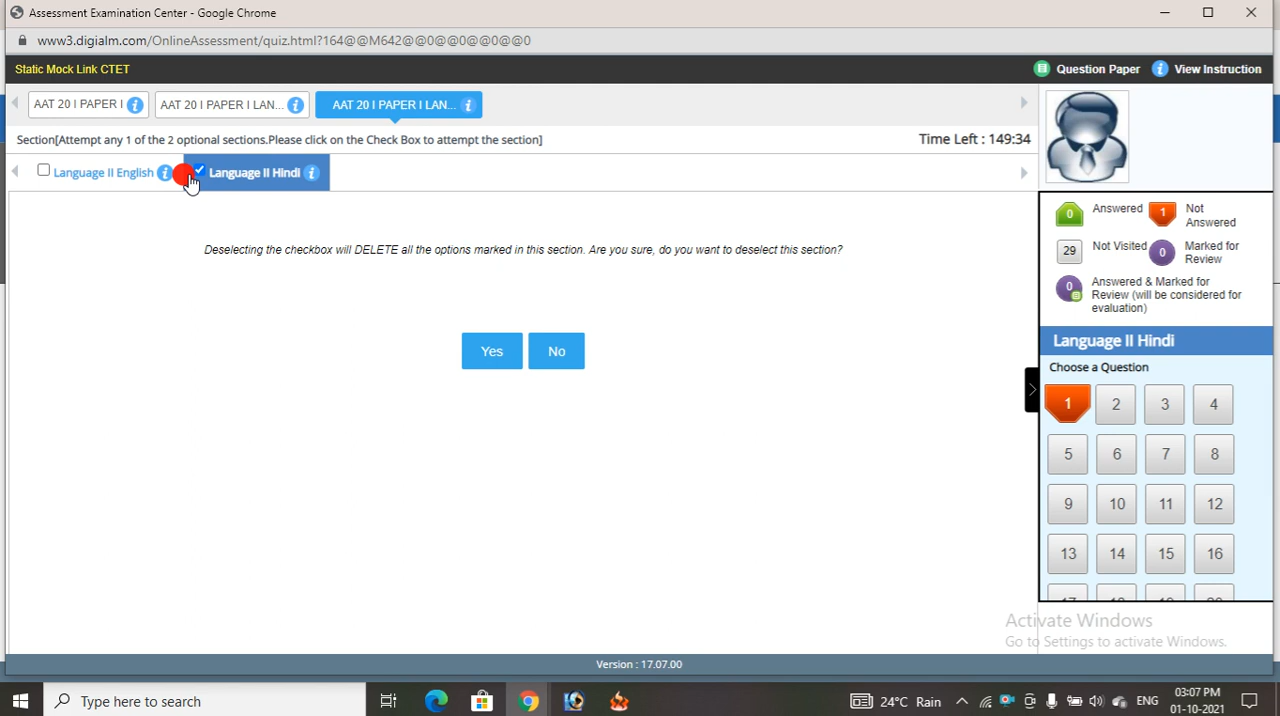 Assessment Examination Center - Google Chrome
www3.digialm.com/OnlineAssessment/quiz.html?164@@M642@@0@@0@@0@@0
Static Mock Link CTET
Question Paper
View Instruction
AAT 20 I PAPER I
AAT 20 I PAPER I LAN...
AAT 20 I PAPER I LAN...
Section[Attempt any 1 of the 2 optional sections.Please click on the Check Box to attempt the section]
Time Left : 149:34
Language II English
Language II Hindi
Deselecting the checkbox will DELETE all the options marked in this section. Are you sure, do you want to deselect this section?
Yes
No
0 Answered
1 Not Answered
29 Not Visited
0 Marked for Review
0 Answered & Marked for Review (will be considered for evaluation)
Language II Hindi
Choose a Question
1 2 3 4
5 6 7 8
9 10 11 12
13 14 15 16
17 18 19 20
Activate Windows
Go to Settings to activate Windows.
Version : 17.07.00
Type here to search
24°C Rain
ENG
03:07 PM
01-10-2021